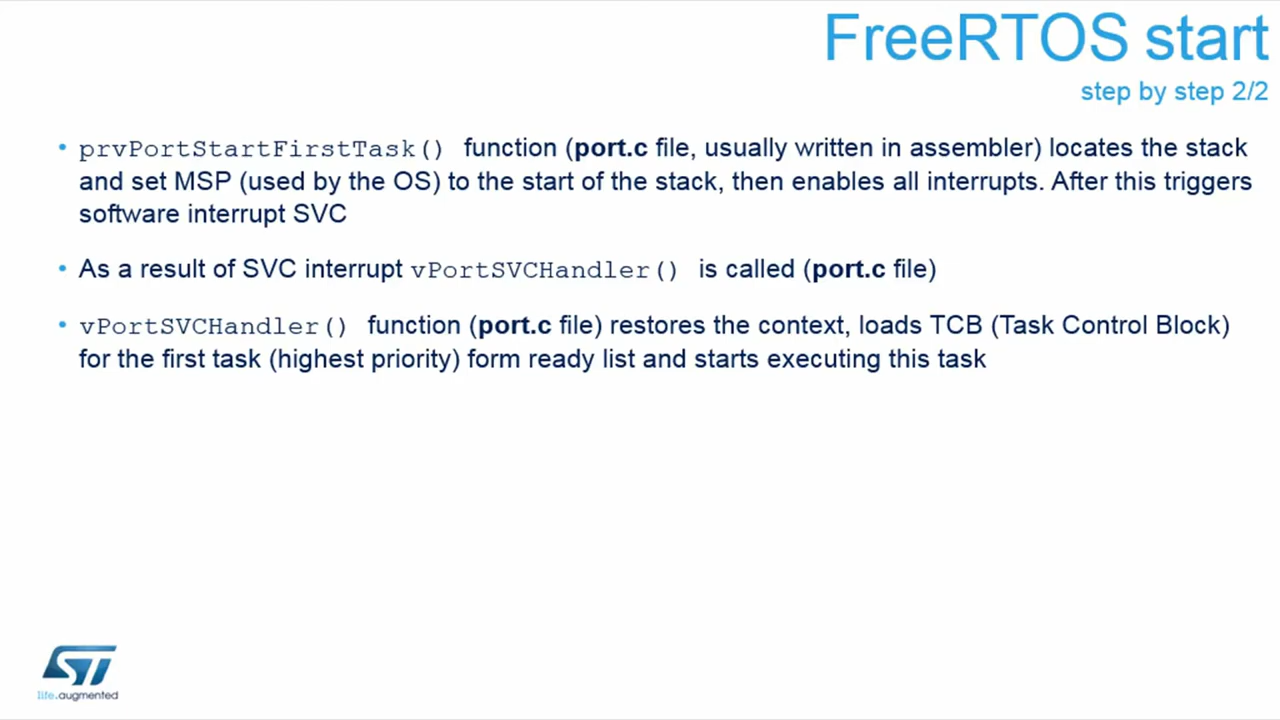 FreeRTOS start
step by step 2/2
• prvPortStartFirstTask() function (port.c file, usually written in assembler) locates the stack
and set MSP (used by the OS) to the start of the stack, then enables all interrupts. After this triggers
software interrupt SVC
• As a result of SVC interrupt vPortSVCHandler() is called (port.c file)
• vPortSVCHandler() function (port.c file) restores the context, loads TCB (Task Control Block)
for the first task (highest priority) form ready list and starts executing this task
ST
life.augmented